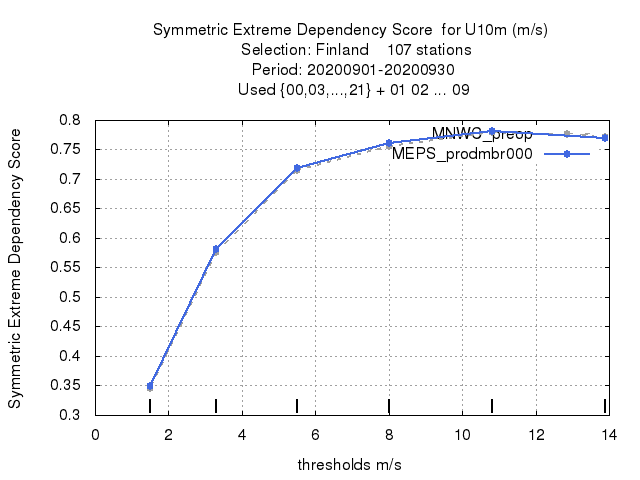 Symmetric Extreme Dependency Score  for U10m (m/s)
Selection: Finland    107 stations
Period: 20200901-20200930
Used {00,03,...,21} + 01 02 ... 09
Symmetric Extreme Dependency Score
0.8
0.75
0.7
0.65
0.6
0.55
0.5
0.45
0.4
0.35
0.3
MNWC_preop
MEPS_prodmbr000
0 2 4 6 8 10 12 14
thresholds m/s